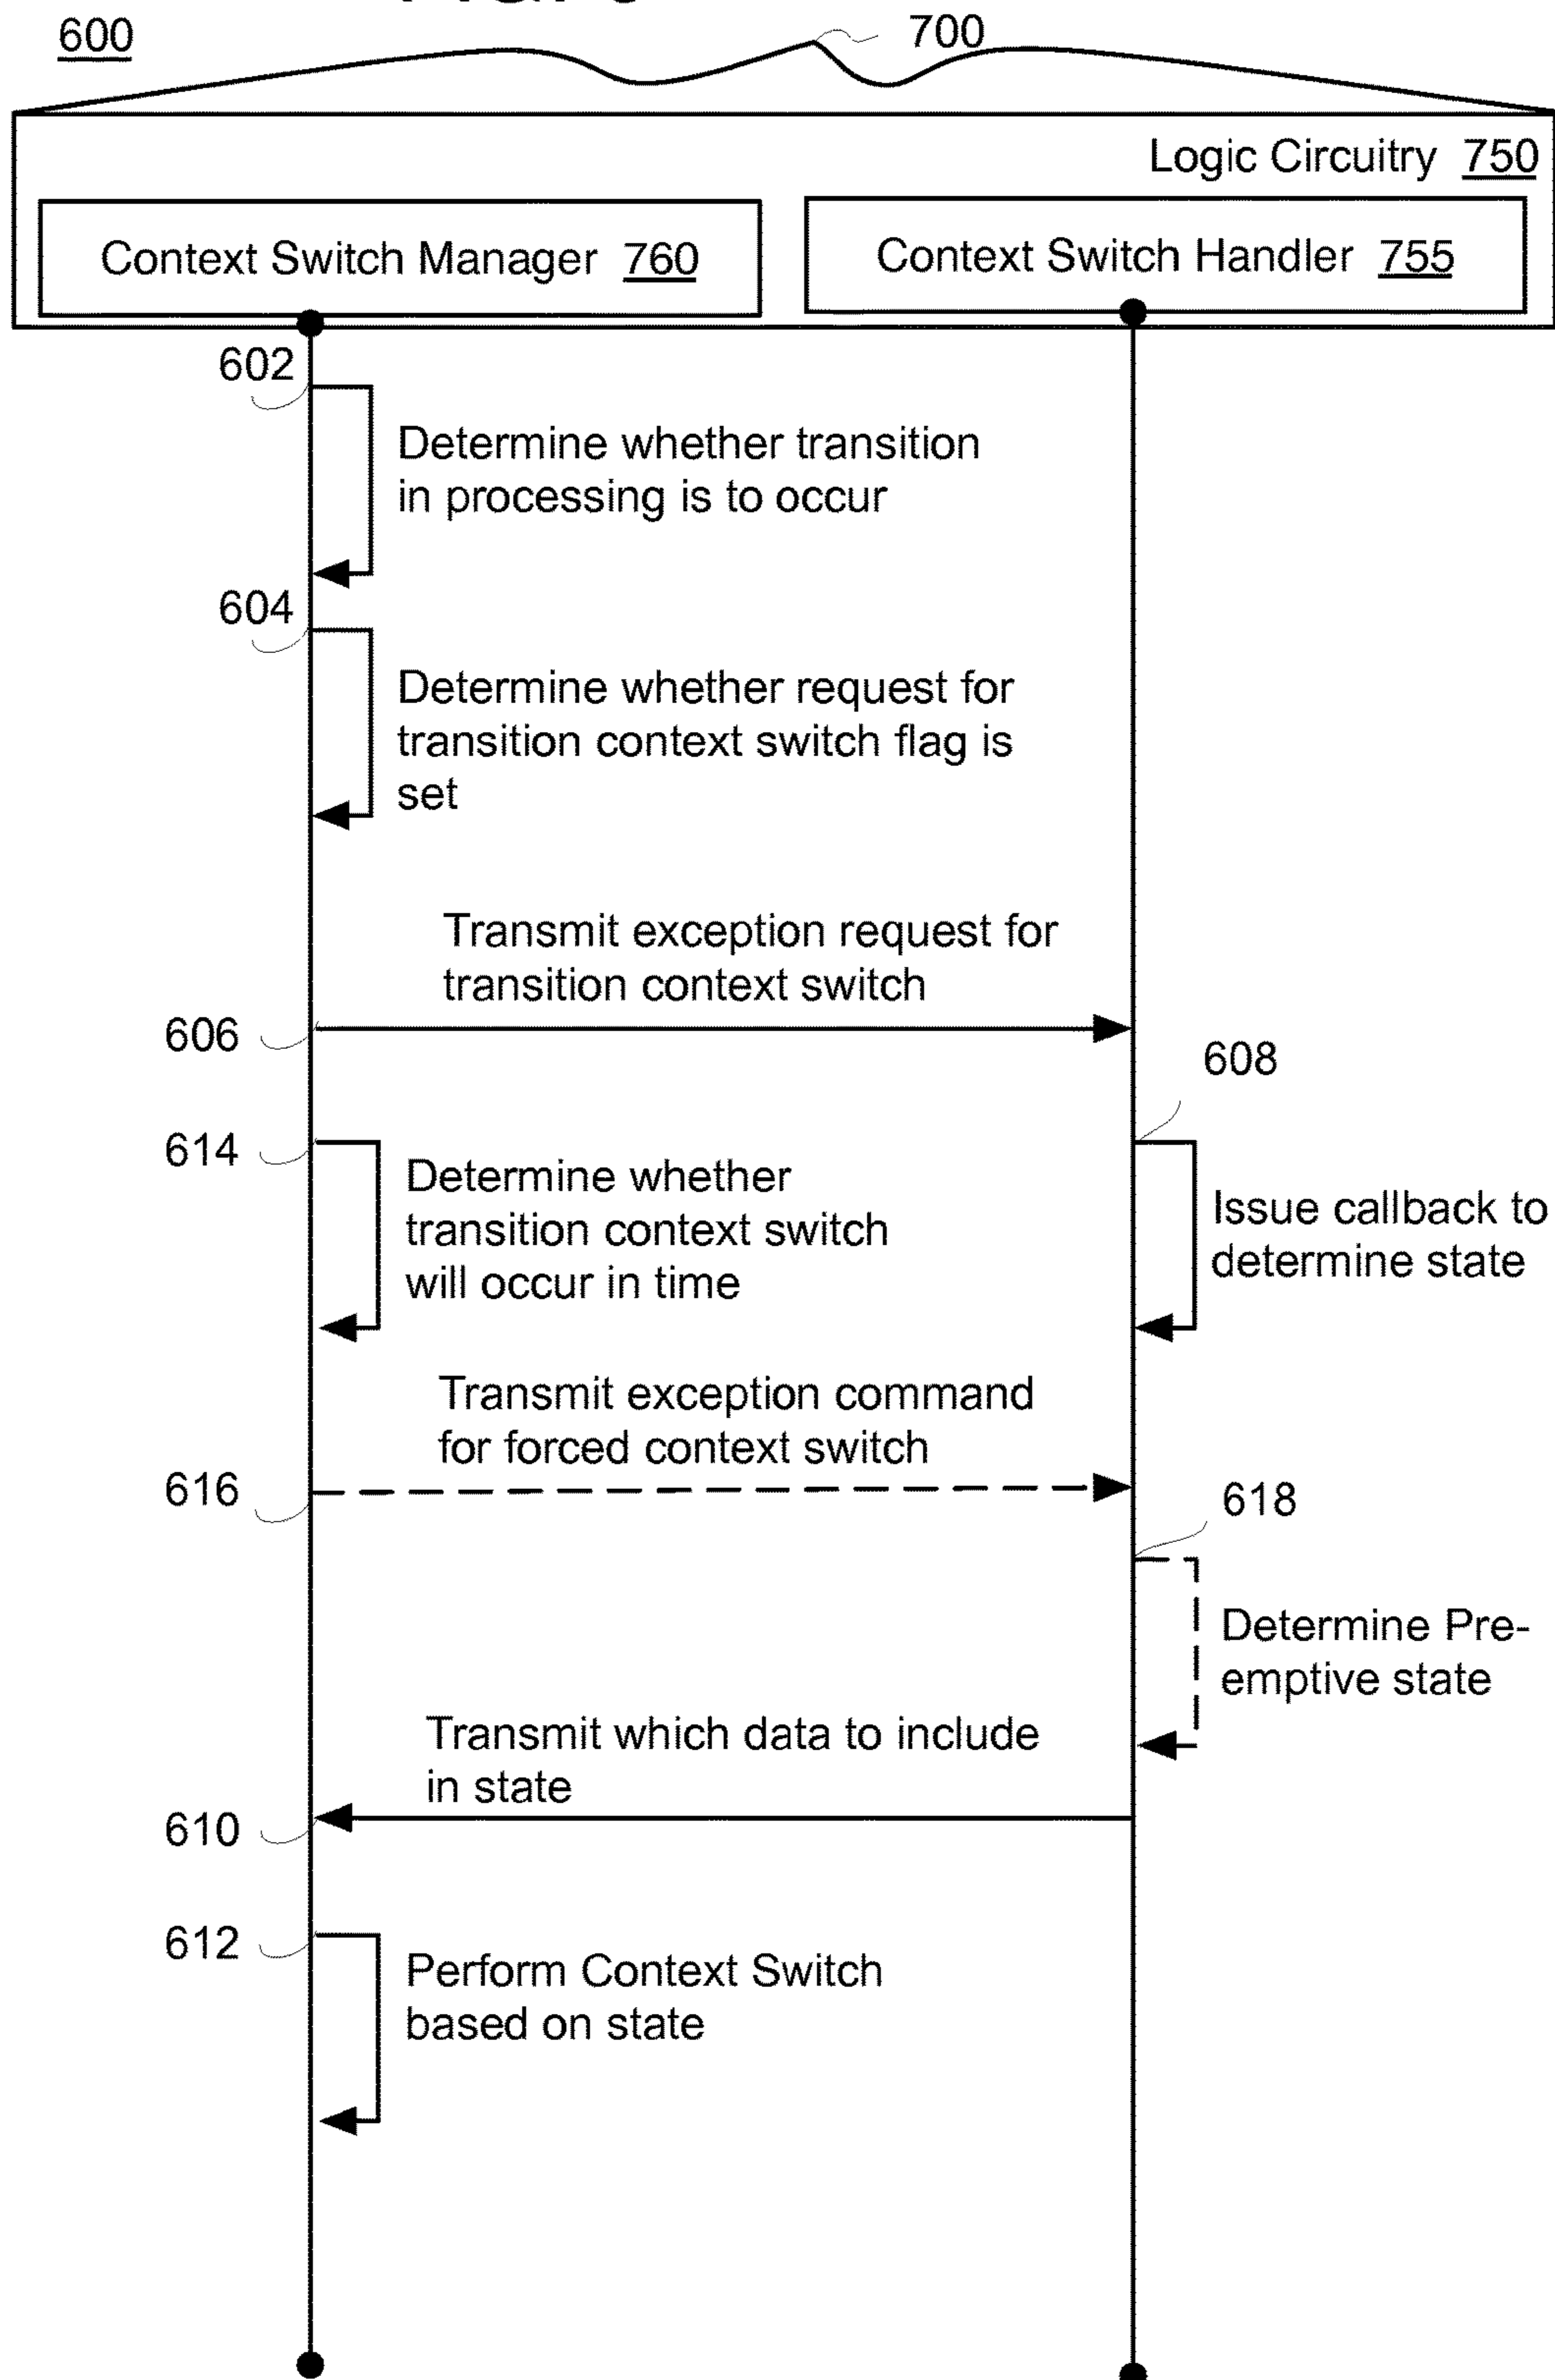 600
700
Logic Circuitry 750
Context Switch Manager 760
Context Switch Handler 755
602
Determine whether transition
in processing is to occur
604
Determine whether request for
transition context switch flag is
set
Transmit exception request for
transition context switch
606
608
614
Determine whether
transition context switch
will occur in time
Issue callback to
determine state
Transmit exception command
for forced context switch
616
618
Determine Pre-
emptive state
Transmit which data to include
in state
610
612
Perform Context Switch
based on state